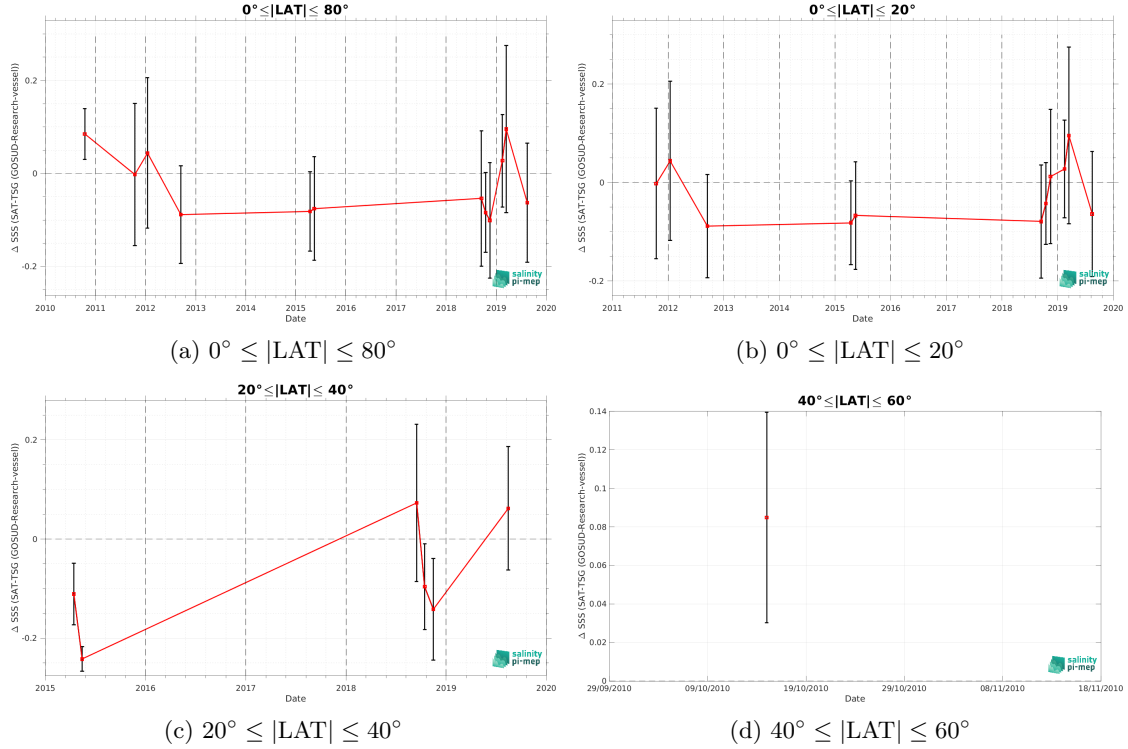 0°≤|LAT|≤ 80°
Δ SSS (SAT-TSG (GOSUD-Research-vessel))
0.2
0
-0.2
2010 2011 2012 2013 2014 2015 2016 2017 2018 2019 2020
Date
salinity
pi-mep
(a) 0° ≤ |LAT| ≤ 80°
0°≤|LAT|≤ 20°
Δ SSS (SAT-TSG (GOSUD-Research-vessel))
0.2
0
-0.2
2011 2012 2013 2014 2015 2016 2017 2018 2019 2020
Date
salinity
pi-mep
(b) 0° ≤ |LAT| ≤ 20°
20°≤|LAT|≤ 40°
Δ SSS (SAT-TSG (GOSUD-Research-vessel))
0.2
0
-0.2
2015 2016 2017 2018 2019 2020
Date
salinity
pi-mep
(c) 20° ≤ |LAT| ≤ 40°
40°≤|LAT|≤ 60°
Δ SSS (SAT-TSG (GOSUD-Research-vessel))
0.14
0.12
0.1
0.08
0.06
0.04
0.02
0
29/09/2010 09/10/2010 19/10/2010 29/10/2010 08/11/2010 18/11/2010
Date
salinity
pi-mep
(d) 40° ≤ |LAT| ≤ 60°